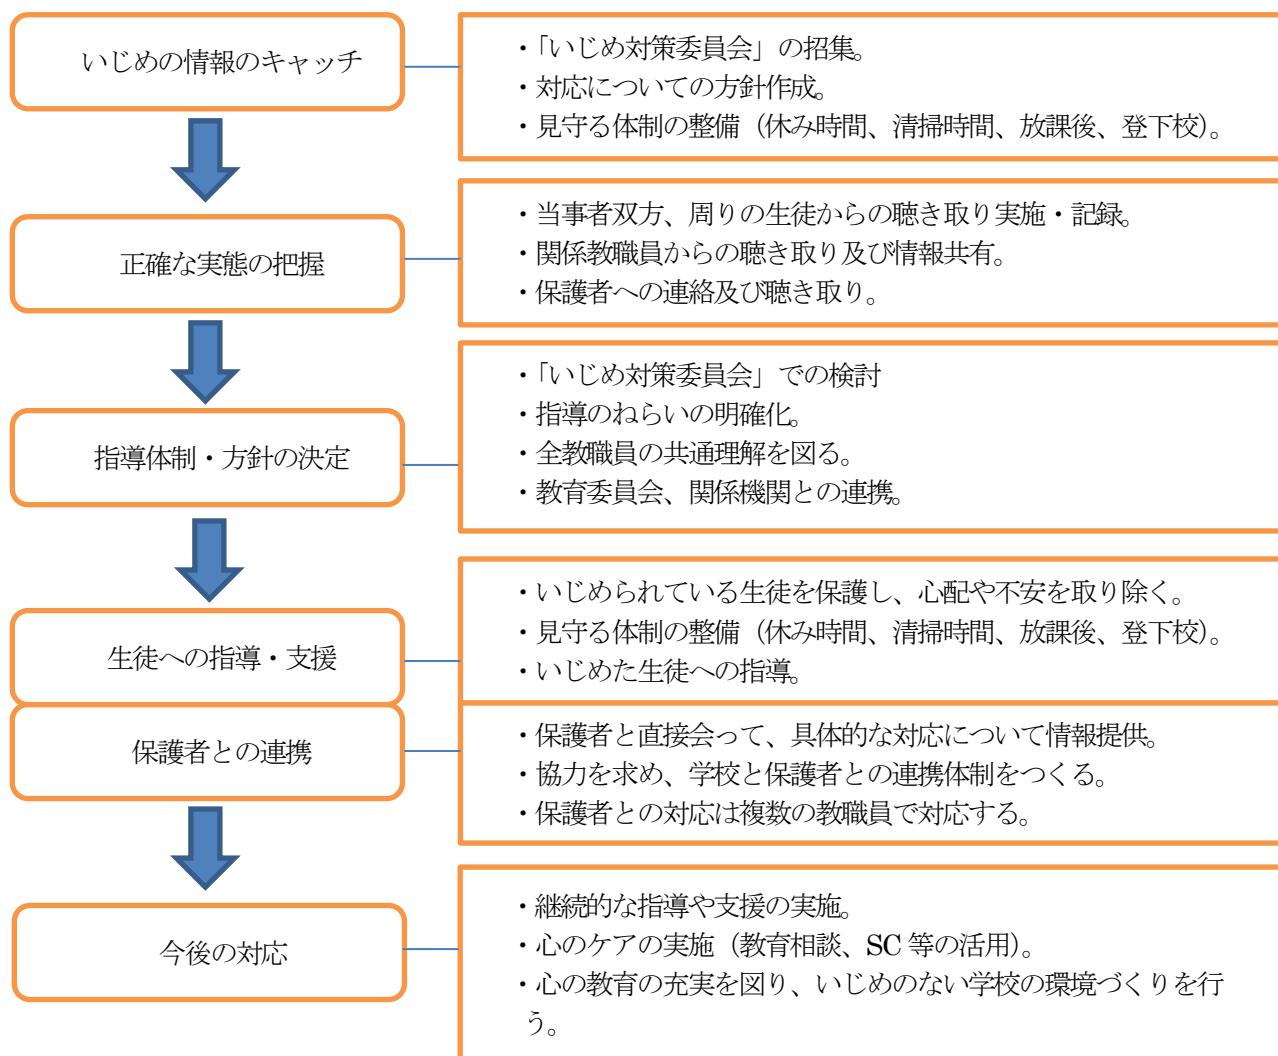 いじめの情報のキャッチ
・「いじめ対策委員会」の招集。
・対応についての方針作成。
・見守る体制の整備（休み時間、清掃時間、放課後、登下校）。
正確な実態の把握
・当事者双方、周りの生徒からの聴き取り実施・記録。
・関係教職員からの聴き取り及び情報共有。
・保護者への連絡及び聴き取り。
指導体制・方針の決定
・「いじめ対策委員会」での検討
・指導のねらいの明確化。
・全教職員の共通理解を図る。
・教育委員会、関係機関との連携。
生徒への指導・支援
・いじめられている生徒を保護し、心配や不安を取り除く。
・見守る体制の整備（休み時間、清掃時間、放課後、登下校）。
・いじめた生徒への指導。
保護者との連携
・保護者と直接会って、具体的な対応について情報提供。
・協力を求め、学校と保護者との連携体制をつくる。
・保護者との対応は複数の教職員で対応する。
今後の対応
・継続的な指導や支援の実施。
・心のケアの実施（教育相談、SC 等の活用）。
・心の教育の充実を図り、いじめのない学校の環境づくりを行
う。